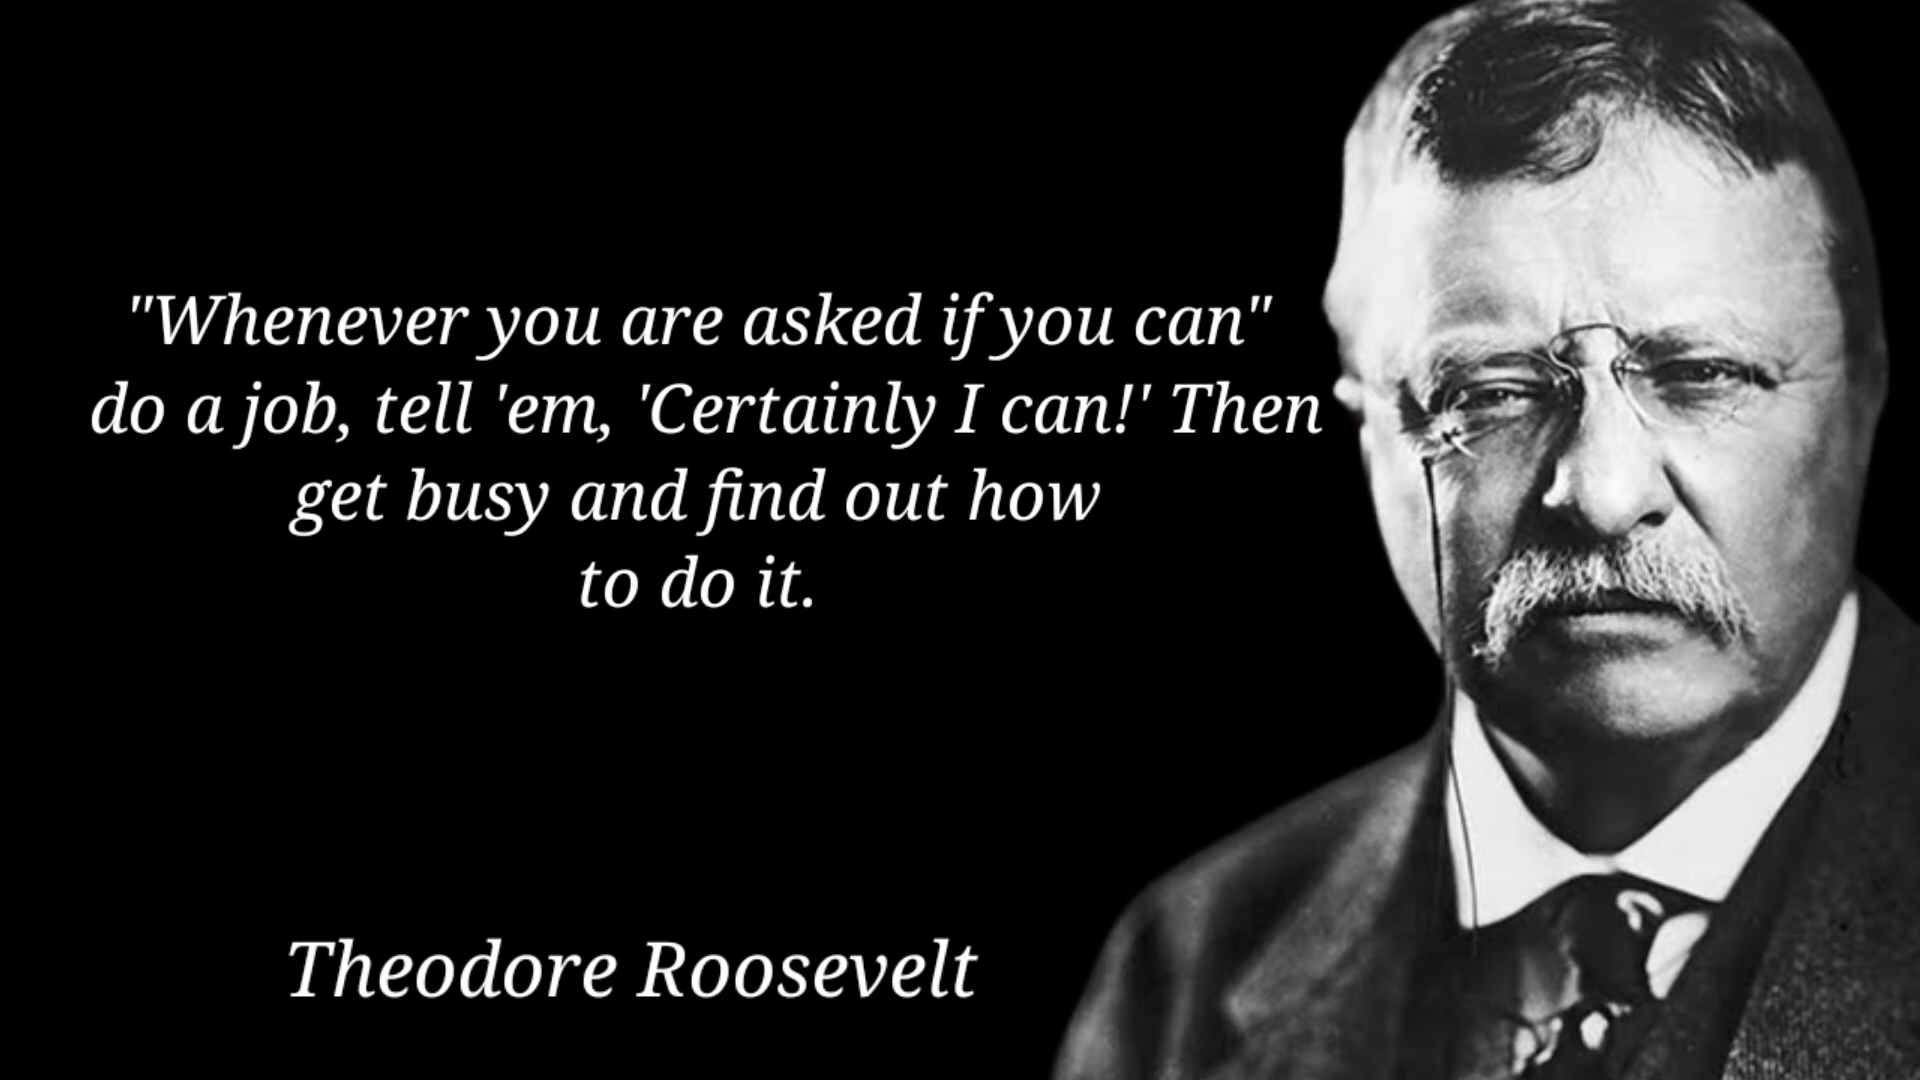 "Whenever you are asked if you can"
do a job, tell 'em, 'Certainly I can!' Then
get busy and find out how
to do it.
Theodore Roosevelt